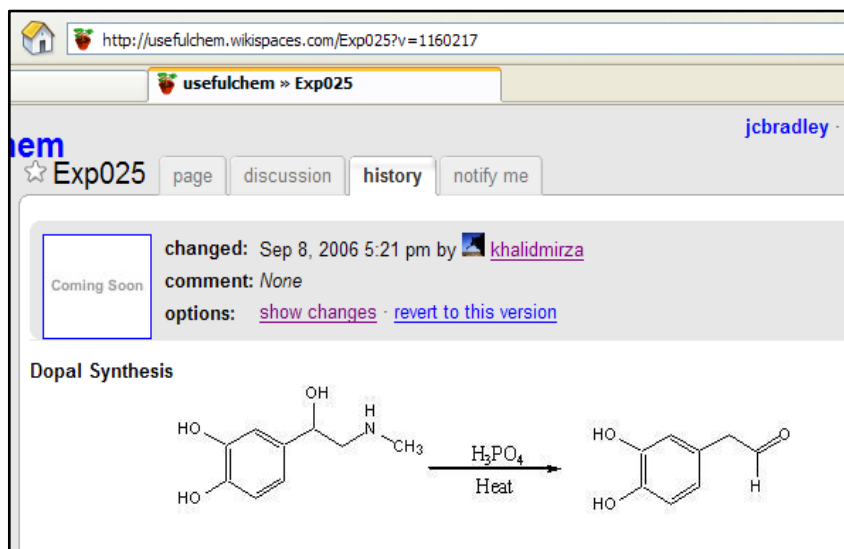 http://usefulchem.wikispaces.com/Exp025?v=1160217
usefulchem » Exp025
jcbradley ·
em
Exp025 page discussion history notify me
Coming Soon
changed: Sep 8, 2006 5:21 pm by khalidmirza
comment: None
options: show changes · revert to this version
Dopal Synthesis
OH
H
N
CH₃
HO
HO
H₃PO₄
Heat
HO
HO
O
H